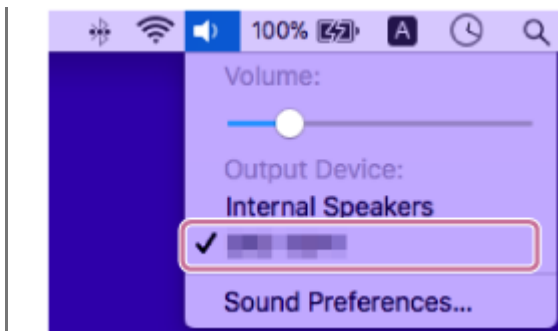 100% A
Volume:
Output Device:
Internal Speakers
Sound Preferences...